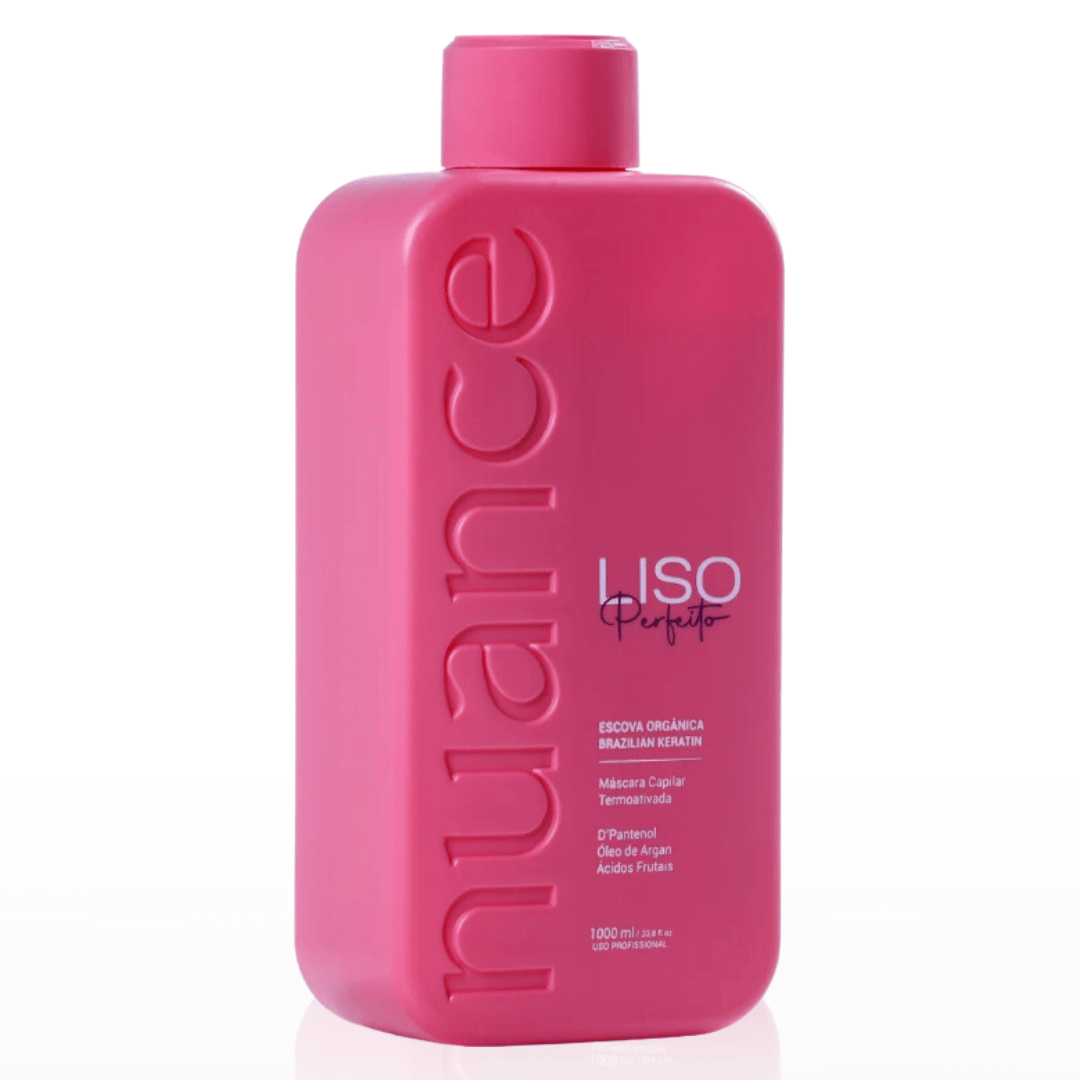 nuance
LISO
Perfeito
ESCOVA ORGÂNICA
BRAZILIAN KERATIN
Máscara Capilar
Termoativada
D'Pantenol
Óleo de Argan
Ácidos Frutais
1000 ml / 33,8 fl oz
USO PROFISSIONAL